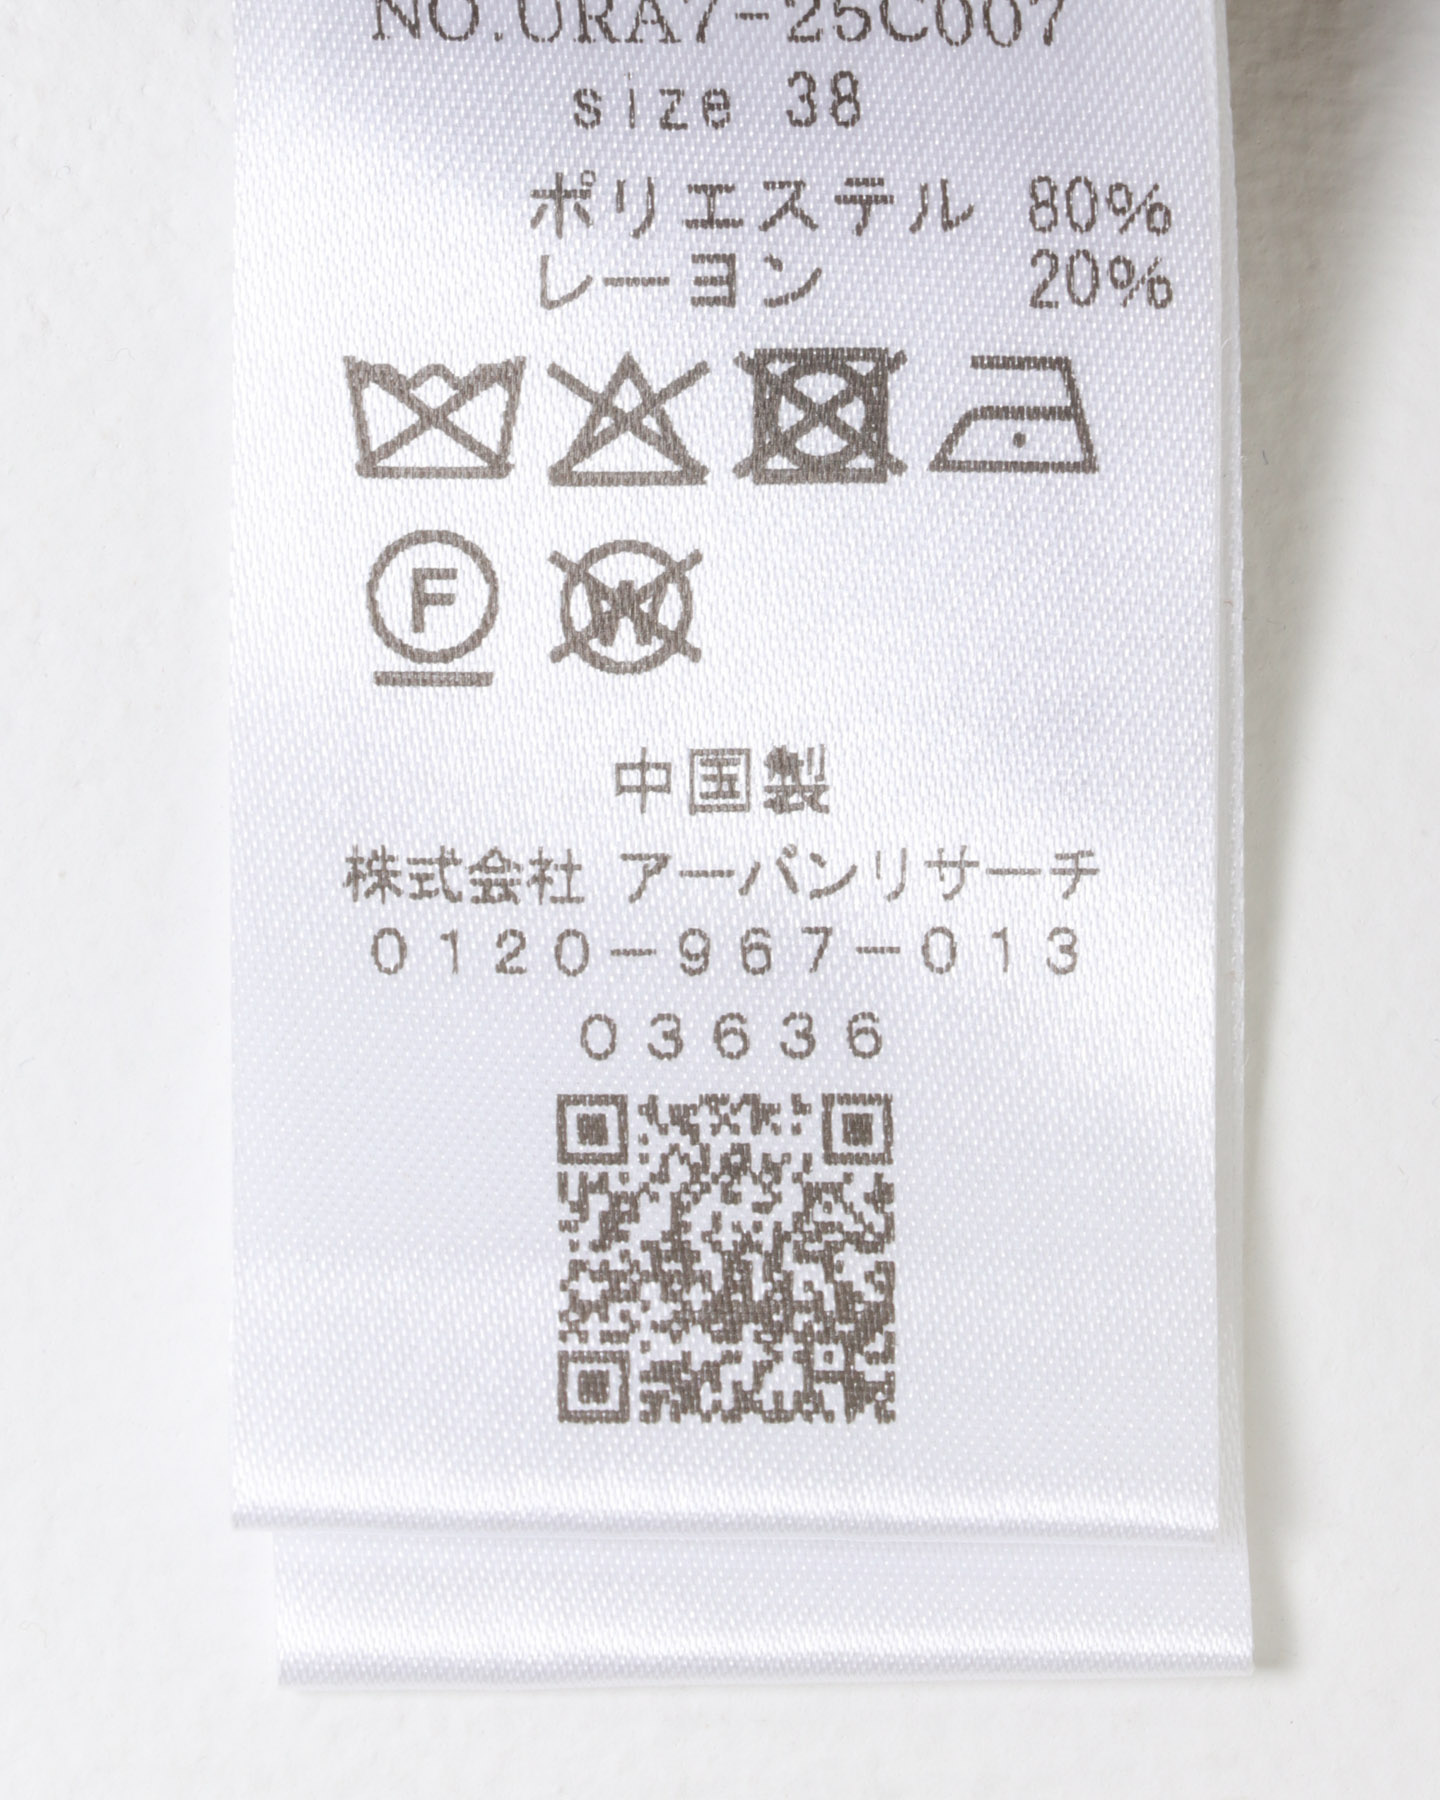 NO.URA7-25C007
size 38
ポリエステル 80%
レーヨン 20%
F
W
中国製
株式会社 アーバンリサーチ
0120-967-013
03636